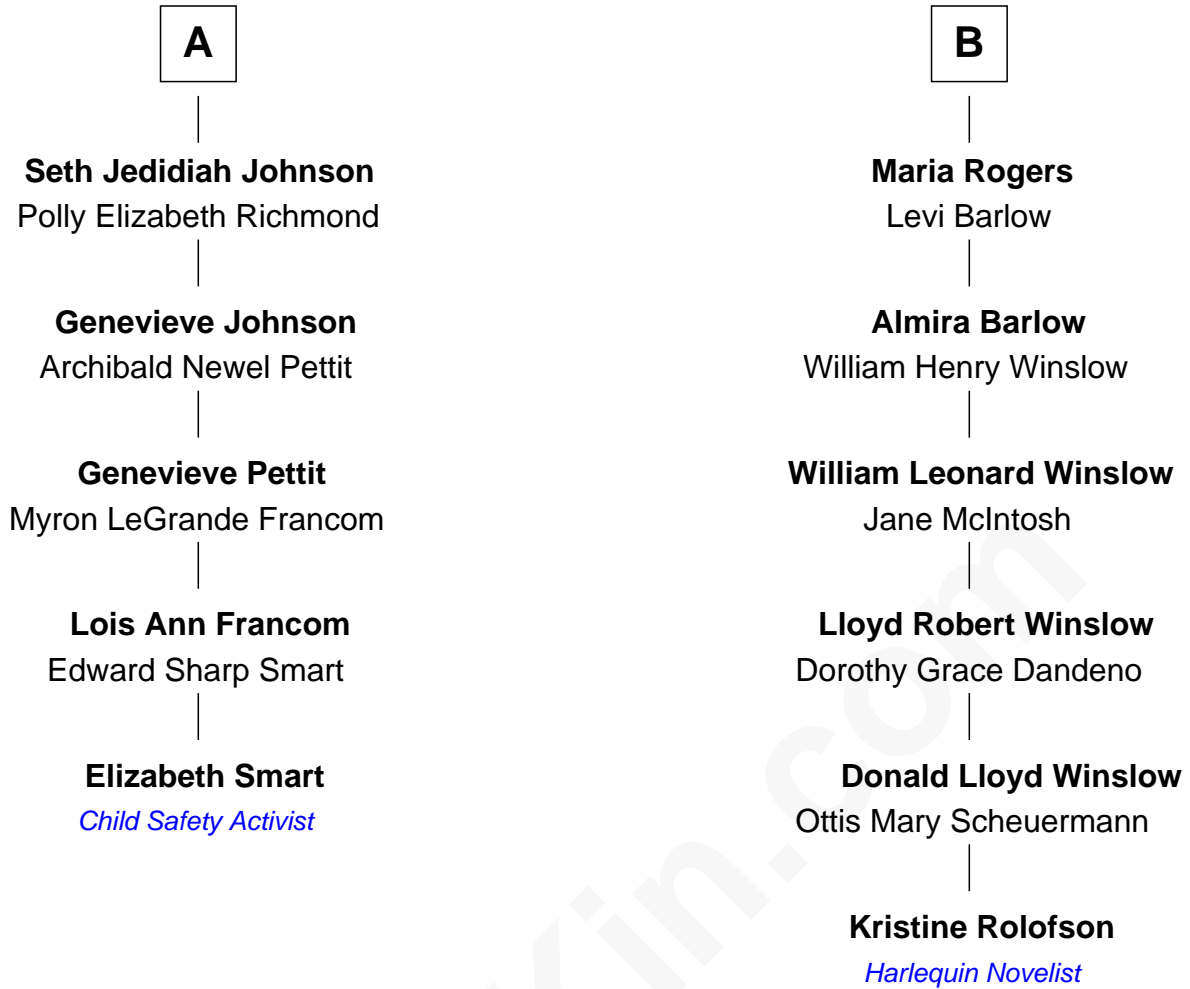 A
Seth Jedidiah Johnson
Polly Elizabeth Richmond
Genevieve Johnson
Archibald Newel Pettit
Genevieve Pettit
Myron LeGrande Francom
Lois Ann Francom
Edward Sharp Smart
Elizabeth Smart
Child Safety Activist
B
Maria Rogers
Levi Barlow
Almira Barlow
William Henry Winslow
William Leonard Winslow
Jane McIntosh
Lloyd Robert Winslow
Dorothy Grace Dandeno
Donald Lloyd Winslow
Ottis Mary Scheuermann
Kristine Rolofson
Harlequin Novelist
Kin.com